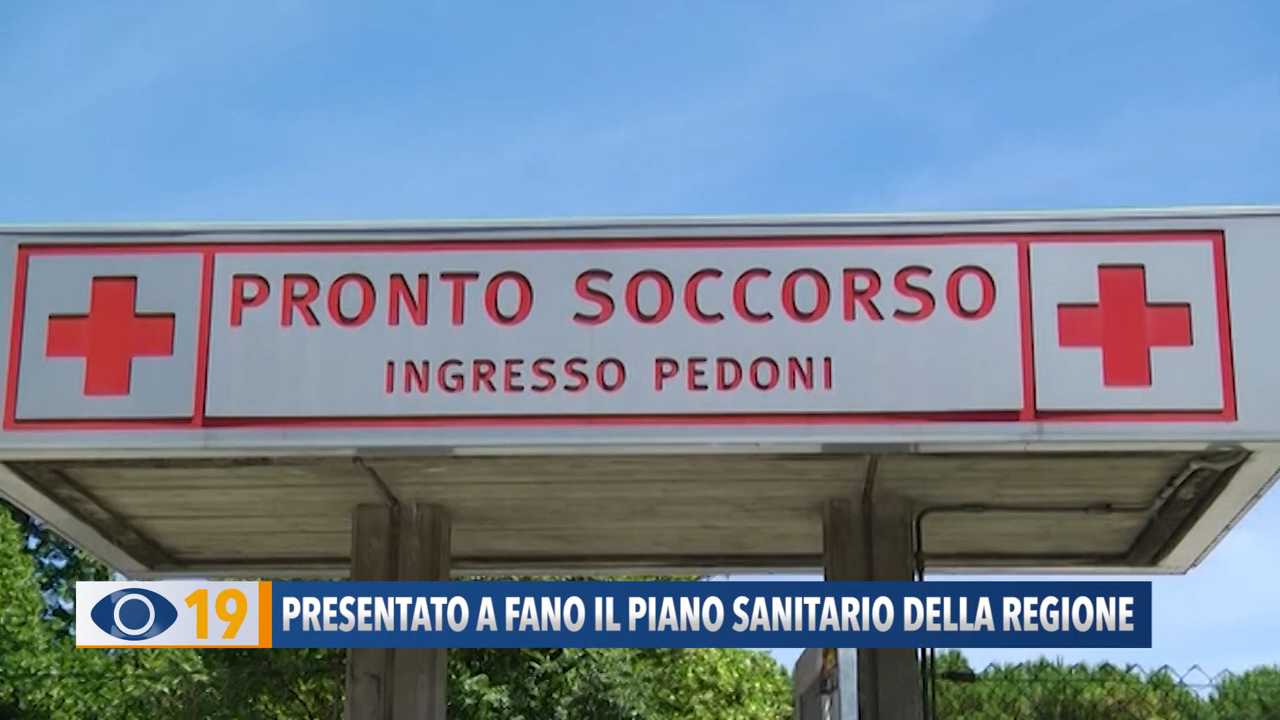 PRONTO SOCCORSO
INGRESSO PEDONI
19
PRESENTATO A FANO IL PIANO SANITARIO DELLA REGIONE